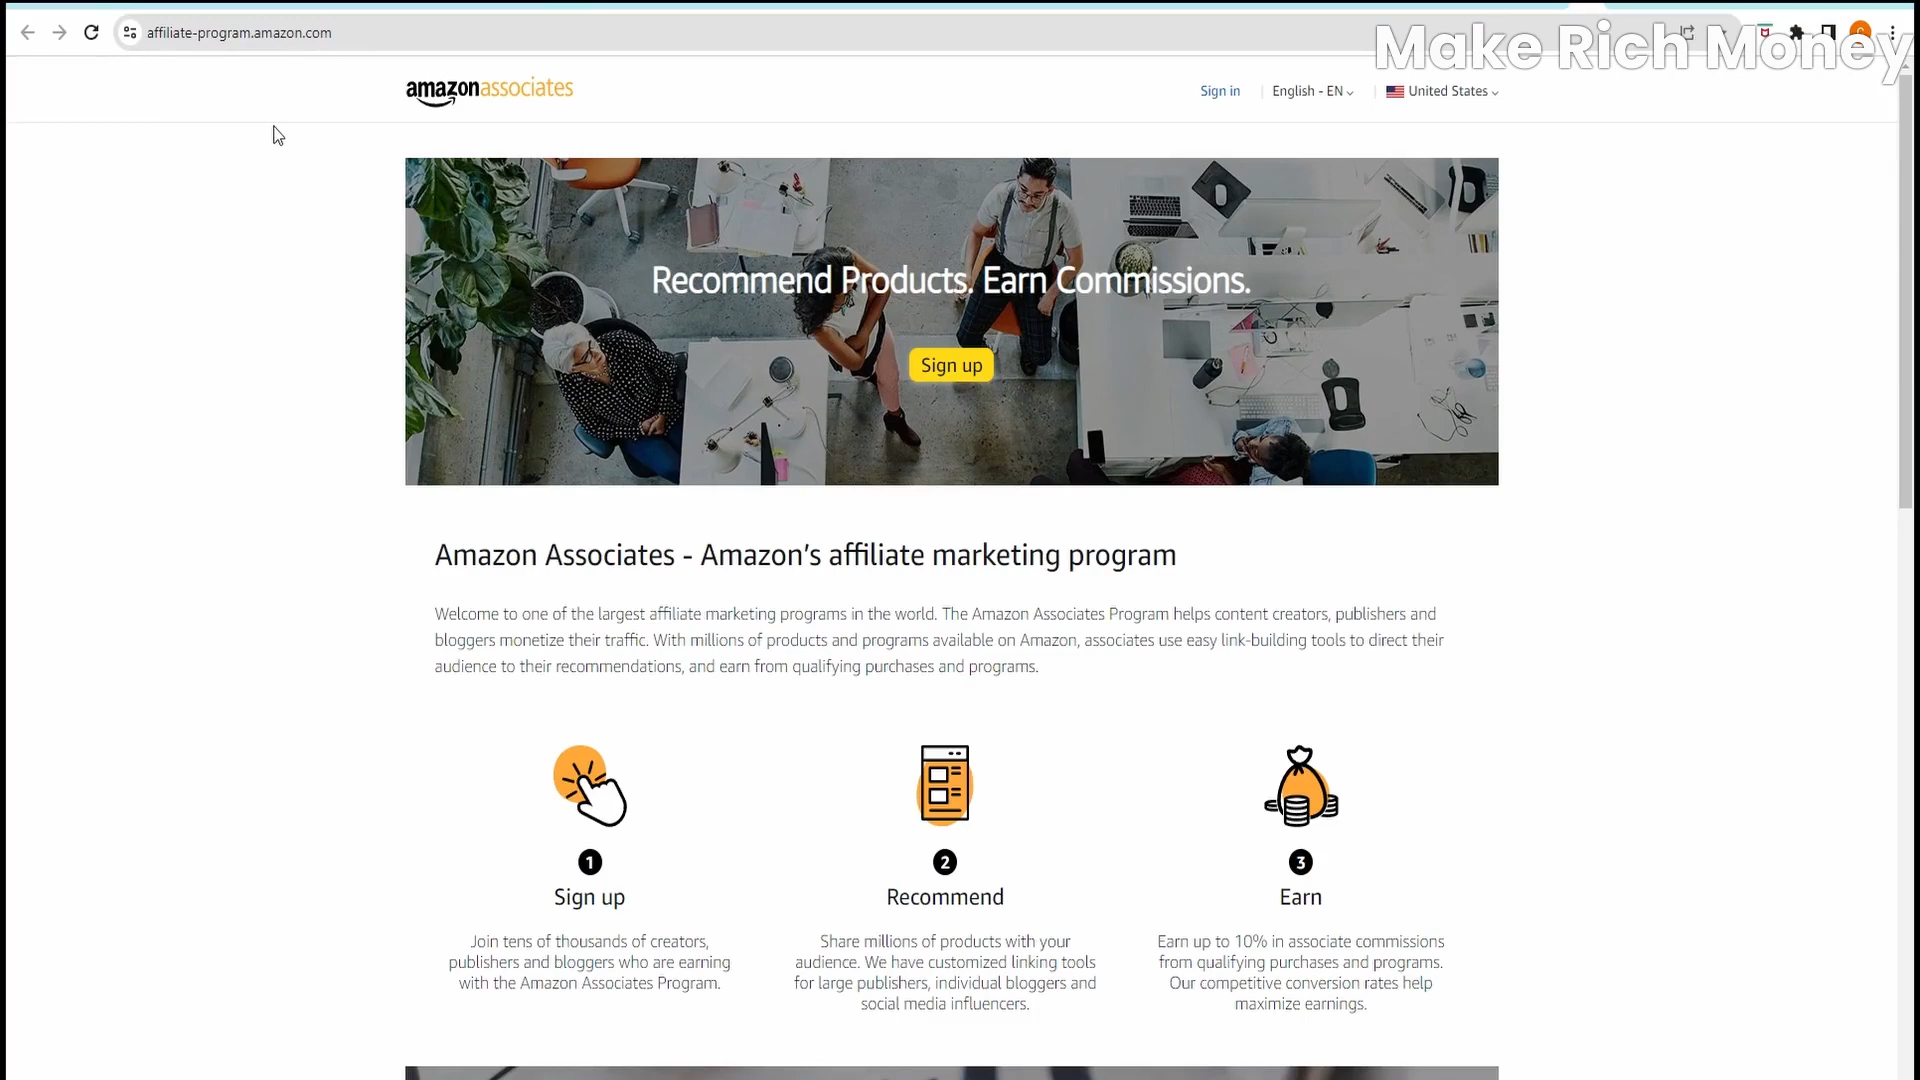 affiliate-program.amazon.com
Make Rich Money
amazonassociates
Sign in
English - EN
United States
Recommend Products. Earn Commissions.
Sign up
Amazon Associates - Amazon's affiliate marketing program
Welcome to one of the largest affiliate marketing programs in the world. The Amazon Associates Program helps content creators, publishers and
bloggers monetize their traffic. With millions of products and programs available on Amazon, associates use easy link-building tools to direct their
audience to their recommendations, and earn from qualifying purchases and programs.
1
Sign up
Join tens of thousands of creators,
publishers and bloggers who are earning
with the Amazon Associates Program.
2
Recommend
Share millions of products with your
audience. We have customized linking tools
for large publishers, individual bloggers and
social media influencers.
3
Earn
Earn up to 10% in associate commissions
from qualifying purchases and programs.
Our competitive conversion rates help
maximize earnings.